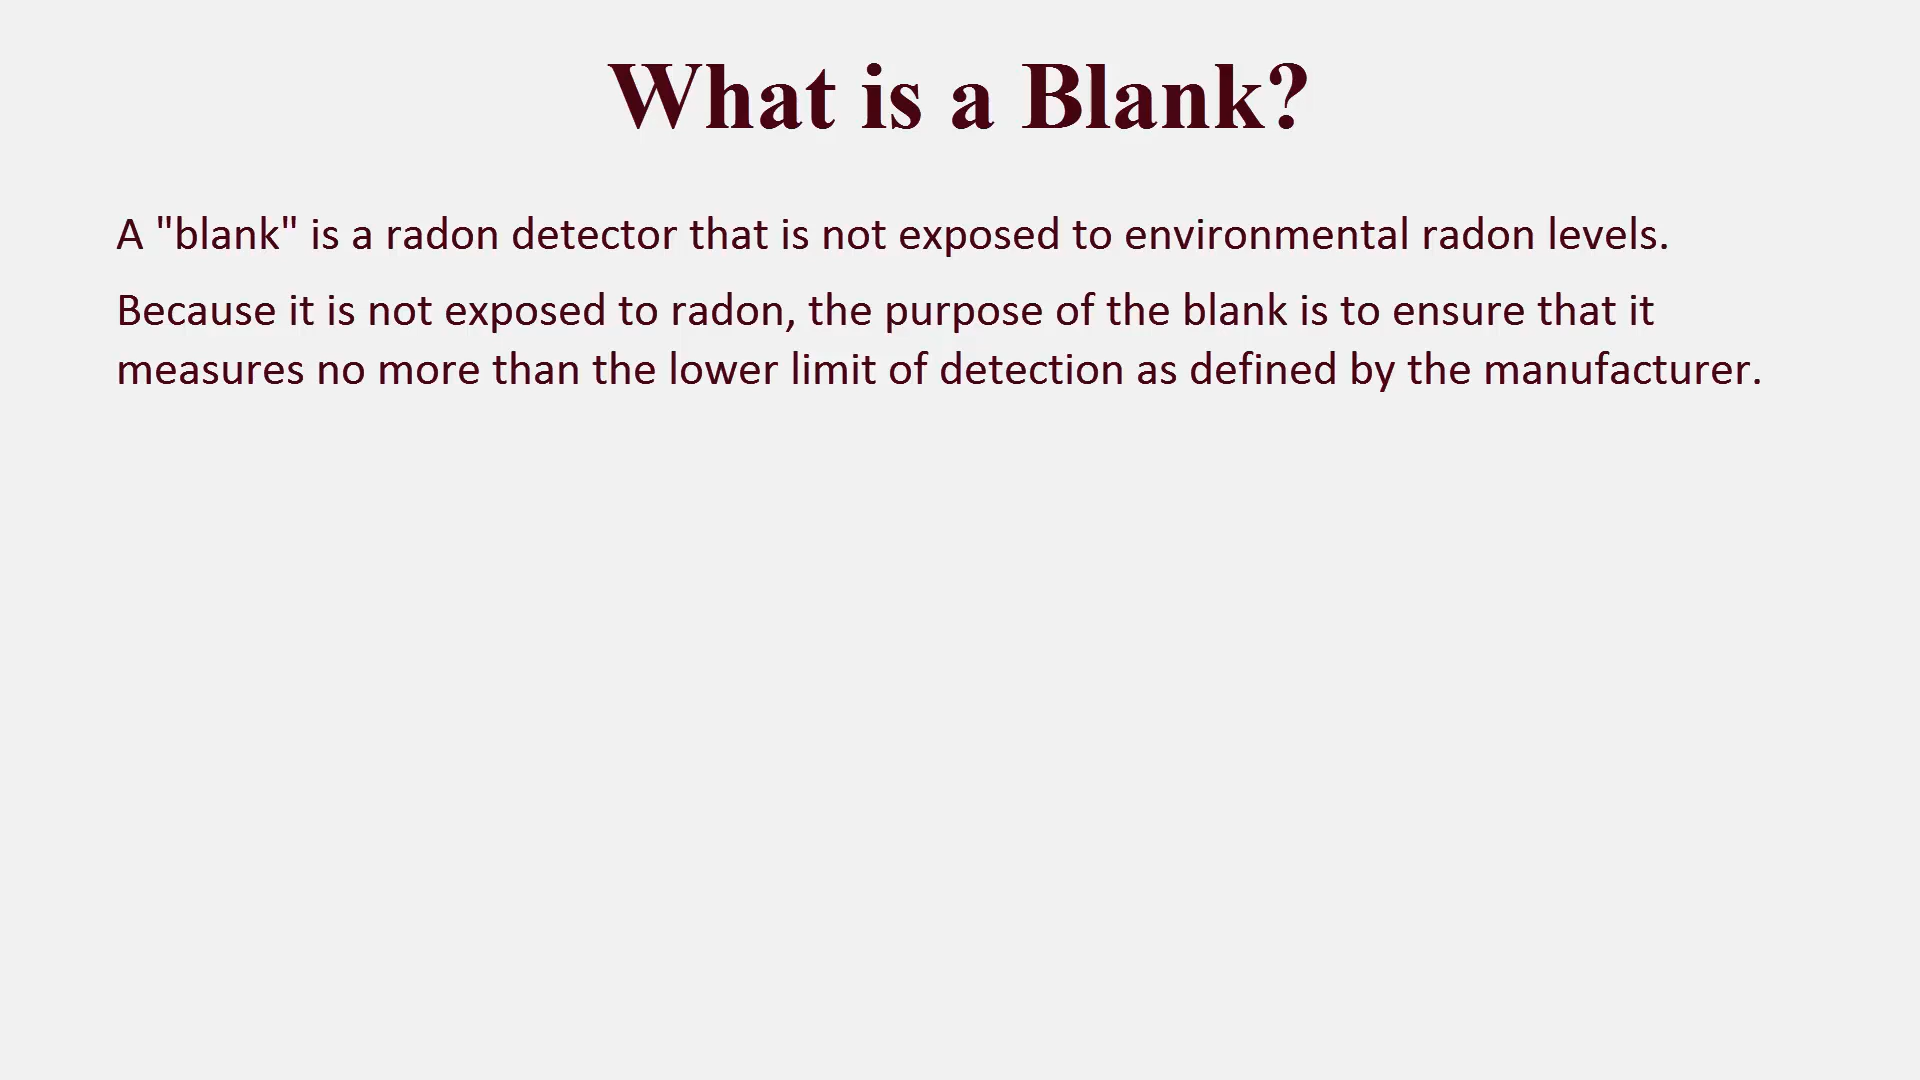 What is a Blank?
A "blank" is a radon detector that is not exposed to environmental radon levels.
Because it is not exposed to radon, the purpose of the blank is to ensure that it
measures no more than the lower limit of detection as defined by the manufacturer.